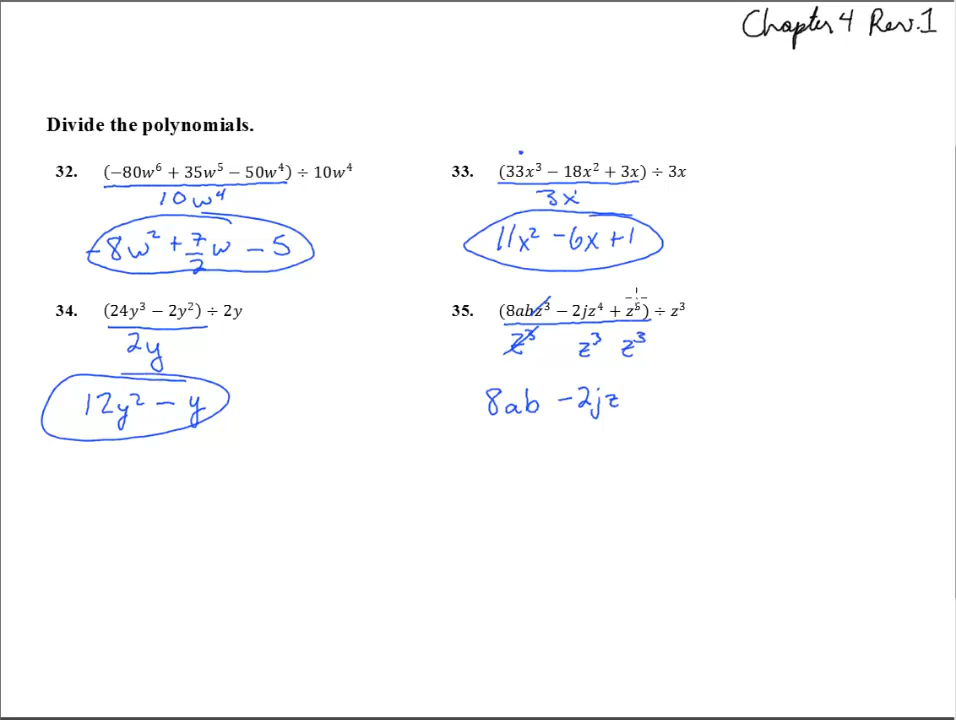 Chapter 4 Rev. 1
Divide the polynomials.
32. (−80w⁶ + 35w⁵ − 50w⁴) ÷ 10w⁴
10w⁴
-8w² + 7/2 w - 5
33. (33x³ − 18x² + 3x) ÷ 3x
3x
11x² - 6x + 1
34. (24y³ − 2y²) ÷ 2y
2y
12y² - y
35. (8abz³ − 2jz⁴ + z⁵) ÷ z³
z³ z³ z³
8ab - 2jz